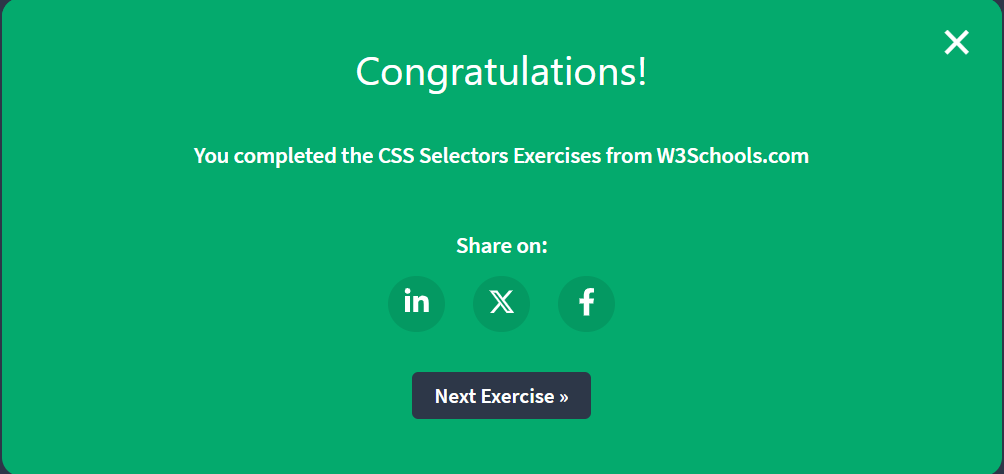 Congratulations!
You completed the CSS Selectors Exercises from W3Schools.com
Share on:
in X f
Next Exercise »